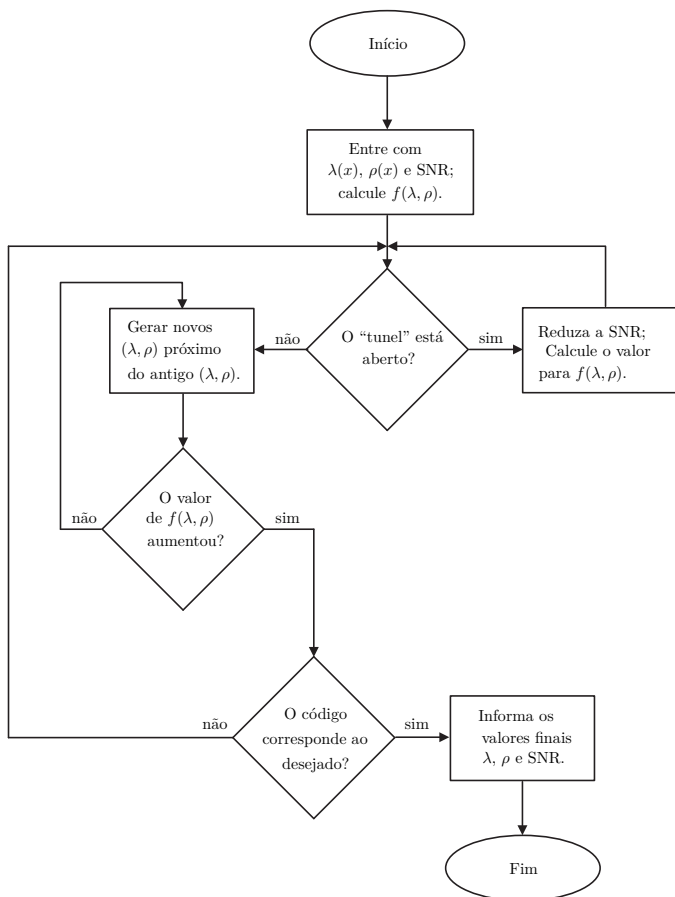 Início
Entre com
λ(x), ρ(x) e SNR;
calcule f(λ, ρ).
O “tunel” está
aberto?
não
sim
Reduza a SNR;
Calcule o valor
para f(λ, ρ).
Gerar novos
(λ, ρ) próximo
do antigo (λ, ρ).
O valor
de f(λ, ρ)
aumentou?
não
sim
O código
corresponde ao
desejado?
não
sim
Informa os
valores finais
λ, ρ e SNR.
Fim